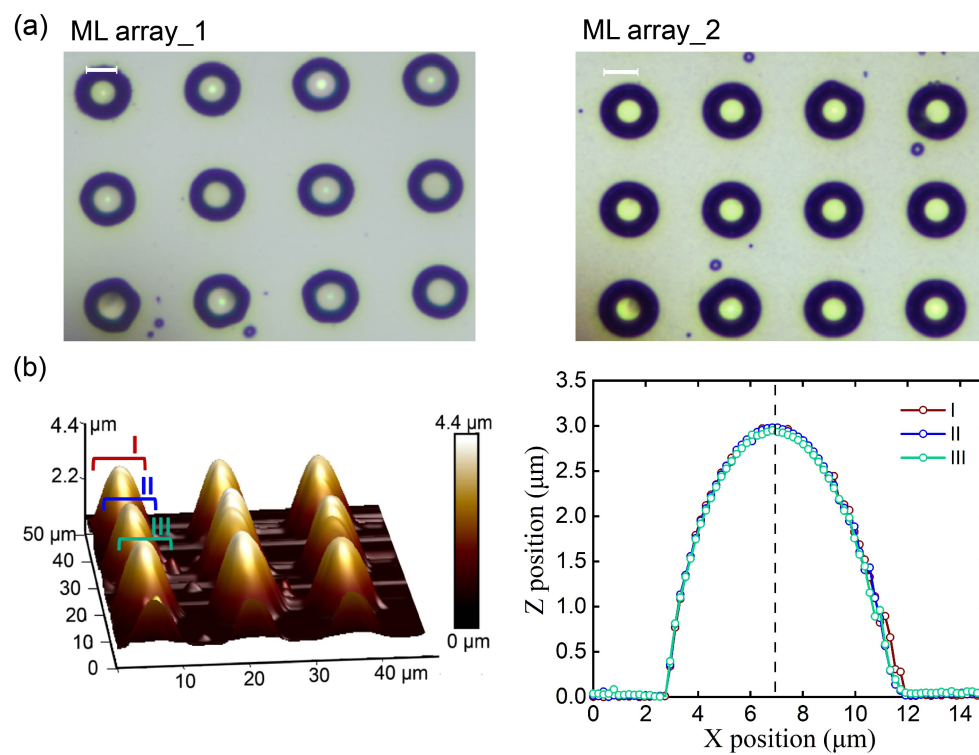 (a)
ML array_1
ML array_2
(b)
4.4 μm
2.2
50 μm
40
30
20
10
0
10
20
30
40 μm
I
II
III
4.4 μm
0 μm
3.5
3.0
2.5
2.0
1.5
1.0
0.5
0.0
Z position (μm)
0 2 4 6 8 10 12 14
X position (μm)
I
II
III